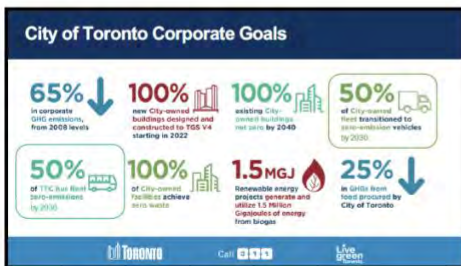 City of Toronto Corporate Goals
65%
in corporate
GHG emissions,
from 2008 levels
100%
new City-owned
buildings designed and
constructed to TGS V4
starting in 2022
100%
existing City-
owned buildings
net zero by 2040
50%
of City-owned
fleet transitioned to
zero-emission vehicles
by 2030
50%
of TTC bus fleet
zero-emissions
by 2030
100%
of City-owned
facilities achieve
zero waste
1.5MGJ
Renewable energy
projects generate and
utilize 1.5 Million
Gigajoules of energy
from biogas
25%
in GHGs from
food procured by
City of Toronto
TORONTO
Call 311
Live
green
Toronto